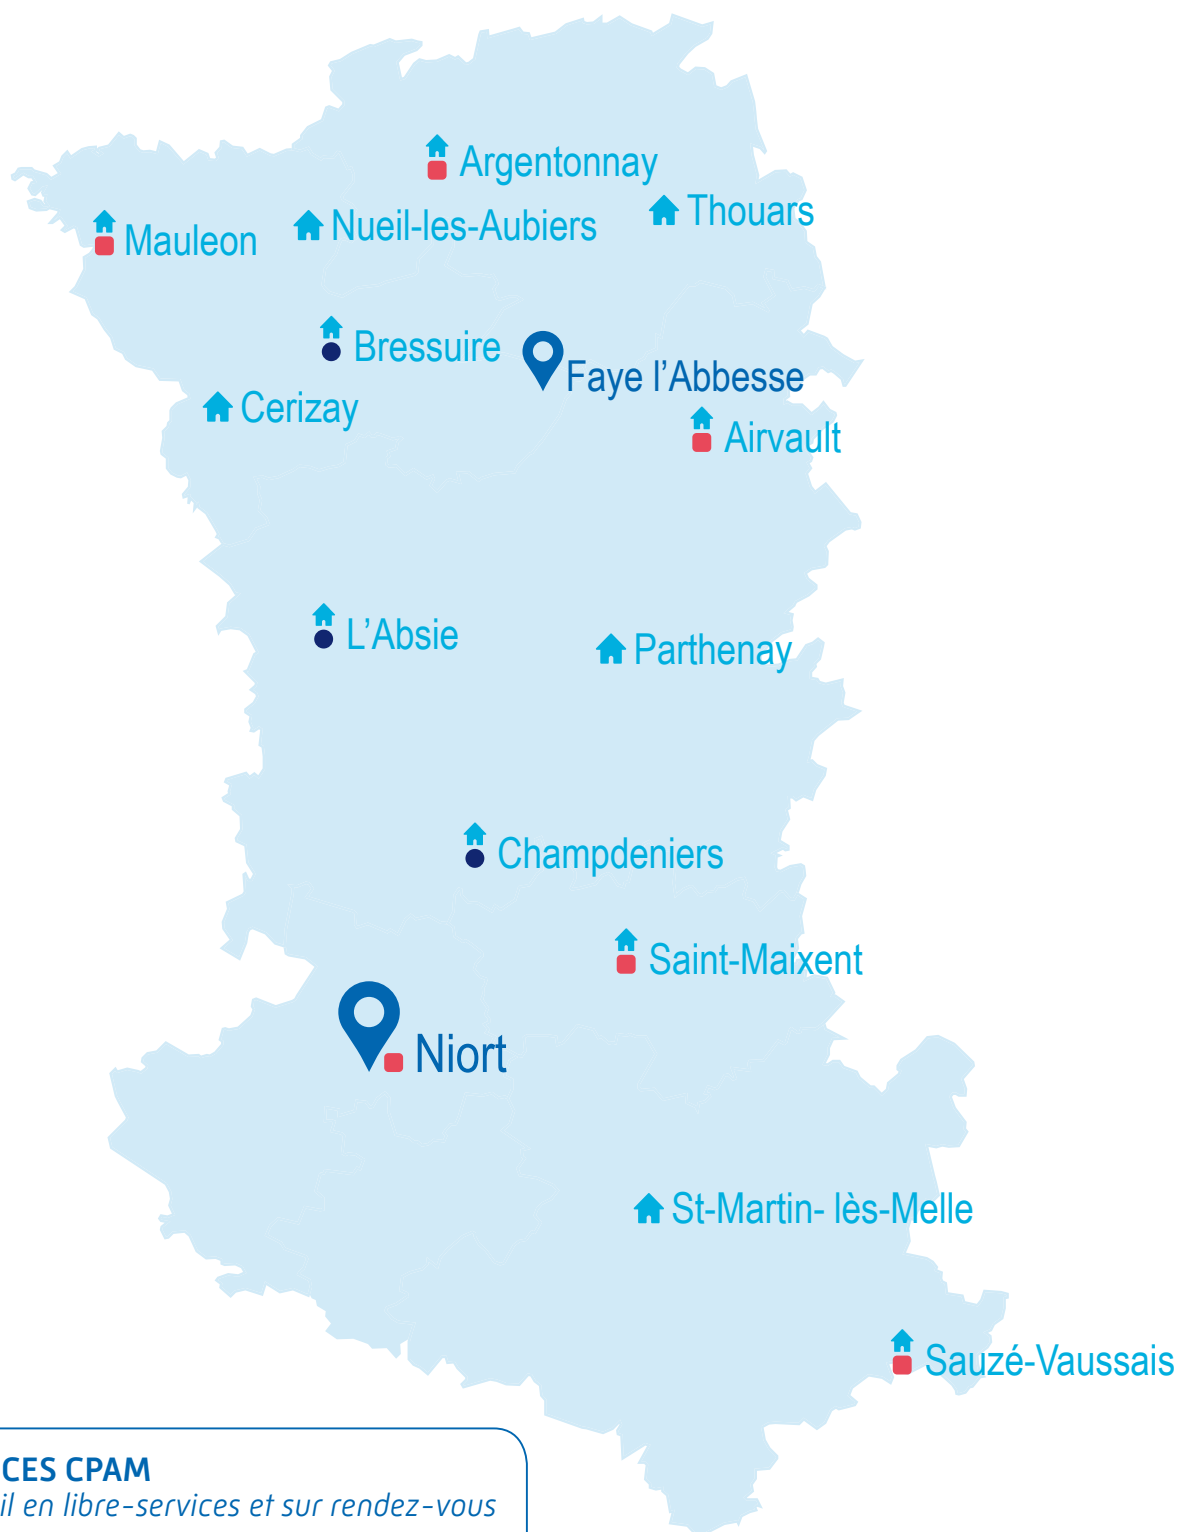 Argentonnay
Thouars
Nueil-les-Aubiers
Mauleon
Bressuire
Faye l’Abbesse
Cerizay
Airvault
L’Absie
Parthenay
Champdeniers
Saint-Maixent
Niort
St-Martin- lès-Melle
Sauzé-Vaussais
CES CPAM
il en libre-services et sur rendez-vous